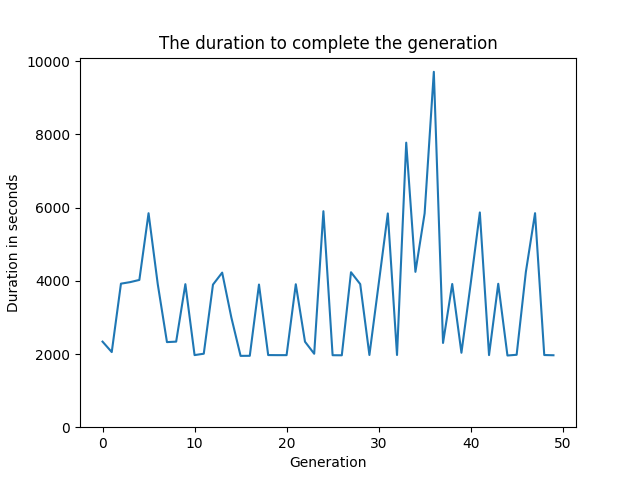 The duration to complete the generation
10000
8000
6000
4000
2000
0
Duration in seconds
0 10 20 30 40 50
Generation